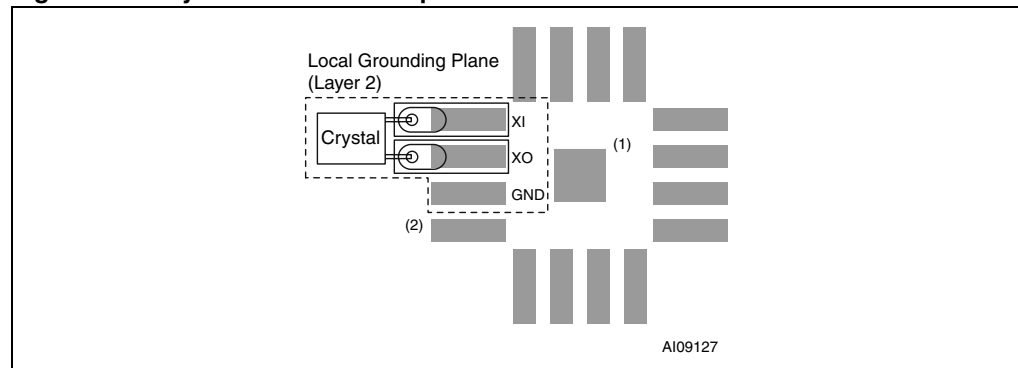 Local Grounding Plane
(Layer 2)
Crystal
XI
XO
GND
(1)
(2)
AI09127